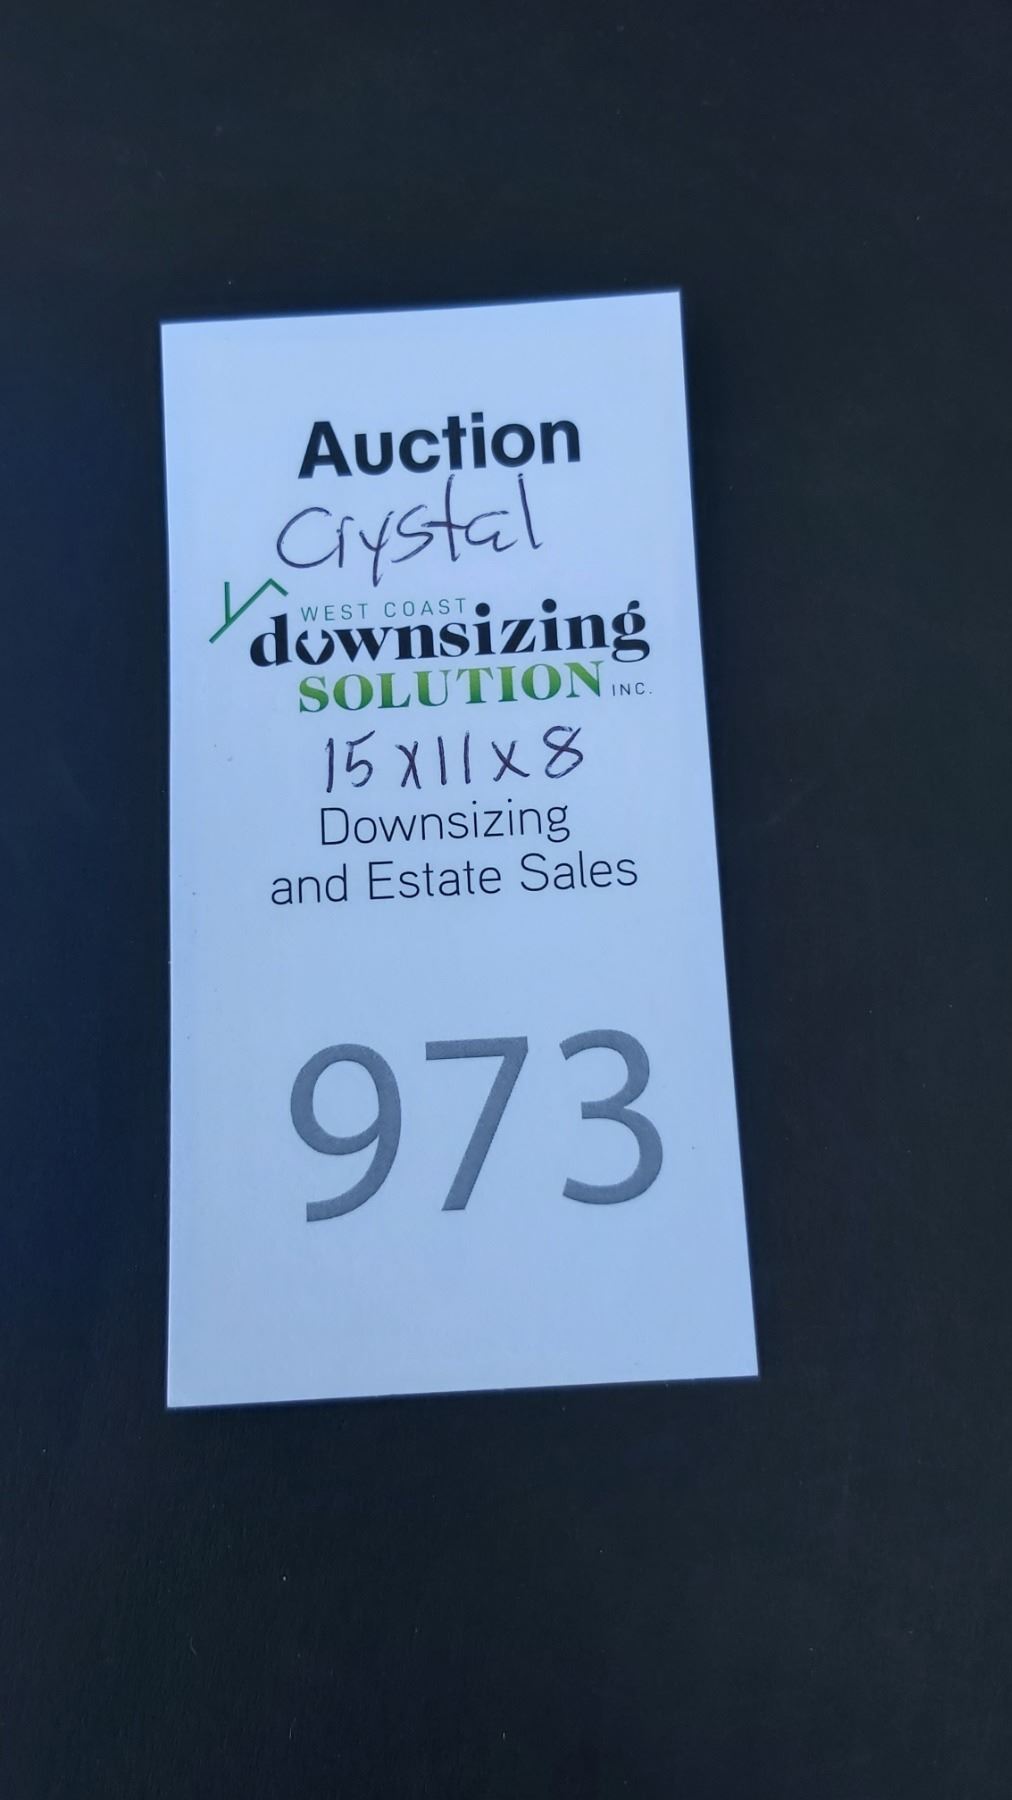 Auction
Crystal
WEST COAST
downsizing
SOLUTION INC.
15 x 11 x 8
Downsizing
and Estate Sales
973